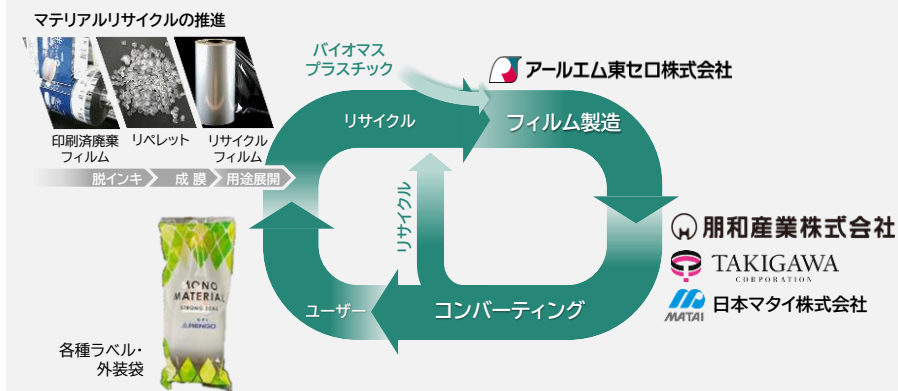 マテリアルリサイクルの推進
印刷済廃棄
フィルム
リペレット
リサイクル
フィルム
脱インキ
成膜
用途展開
バイオマス
プラスチック
アールエム東セロ株式会社
リサイクル
フィルム製造
リサイクル
朋和産業株式会社
TAKIGAWA
CORPORATION
MATAI
日本マタイ株式会社
コンバーティング
ユーザー
MONO
MATERIAL
STRONG SEAL
RENGO
各種ラベル・
外装袋